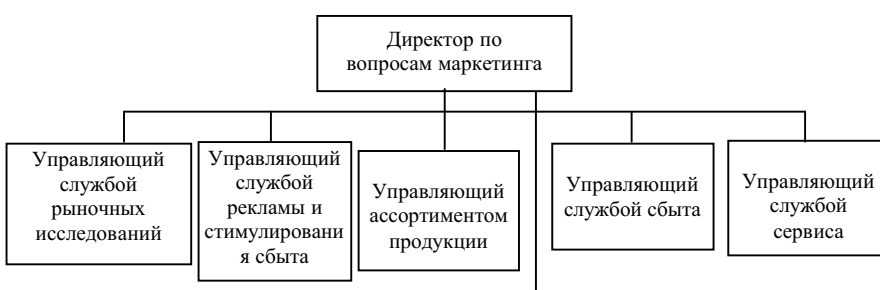 Директор по
вопросам маркетинга
Управляющий
службой
рыночных
исследований
Управляющий
службой
рекламы и
стимулировани
я сбыта
Управляющий
ассортиментом
продукции
Управляющий
службой сбыта
Управляющий
службой
сервиса